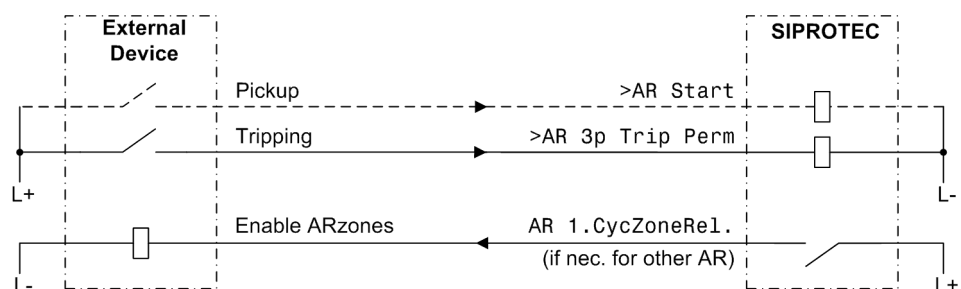 External
Device
SIPROTEC
Pickup
>AR Start
Tripping
>AR 3p Trip Perm
L+
L-
Enable ARzones
AR 1.CycZoneRel.
(if nec. for other AR)
L-
L+